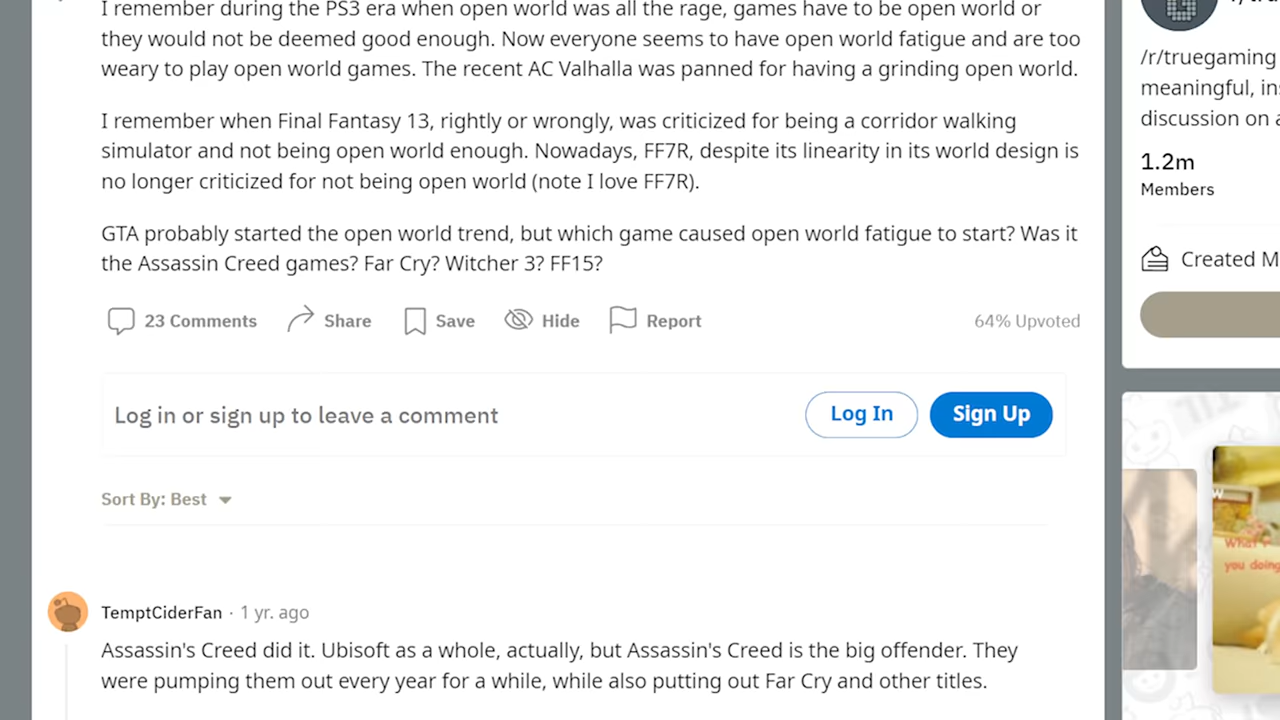 I remember during the PS3 era when open world was all the rage, games have to be open world or
they would not be deemed good enough. Now everyone seems to have open world fatigue and are too
weary to play open world games. The recent AC Valhalla was panned for having a grinding open world.
I remember when Final Fantasy 13, rightly or wrongly, was criticized for being a corridor walking
simulator and not being open world enough. Nowadays, FF7R, despite its linearity in its world design is
no longer criticized for not being open world (note I love FF7R).
GTA probably started the open world trend, but which game caused open world fatigue to start? Was it
the Assassin Creed games? Far Cry? Witcher 3? FF15?
23 Comments Share Save Hide Report 64% Upvoted
Log in or sign up to leave a comment Log In Sign Up
Sort By: Best
TemptCiderFan · 1 yr. ago
Assassin's Creed did it. Ubisoft as a whole, actually, but Assassin's Creed is the big offender. They
were pumping them out every year for a while, while also putting out Far Cry and other titles.
/r/truegaming
meaningful, in
discussion on a
1.2m
Members
Created M
you doing